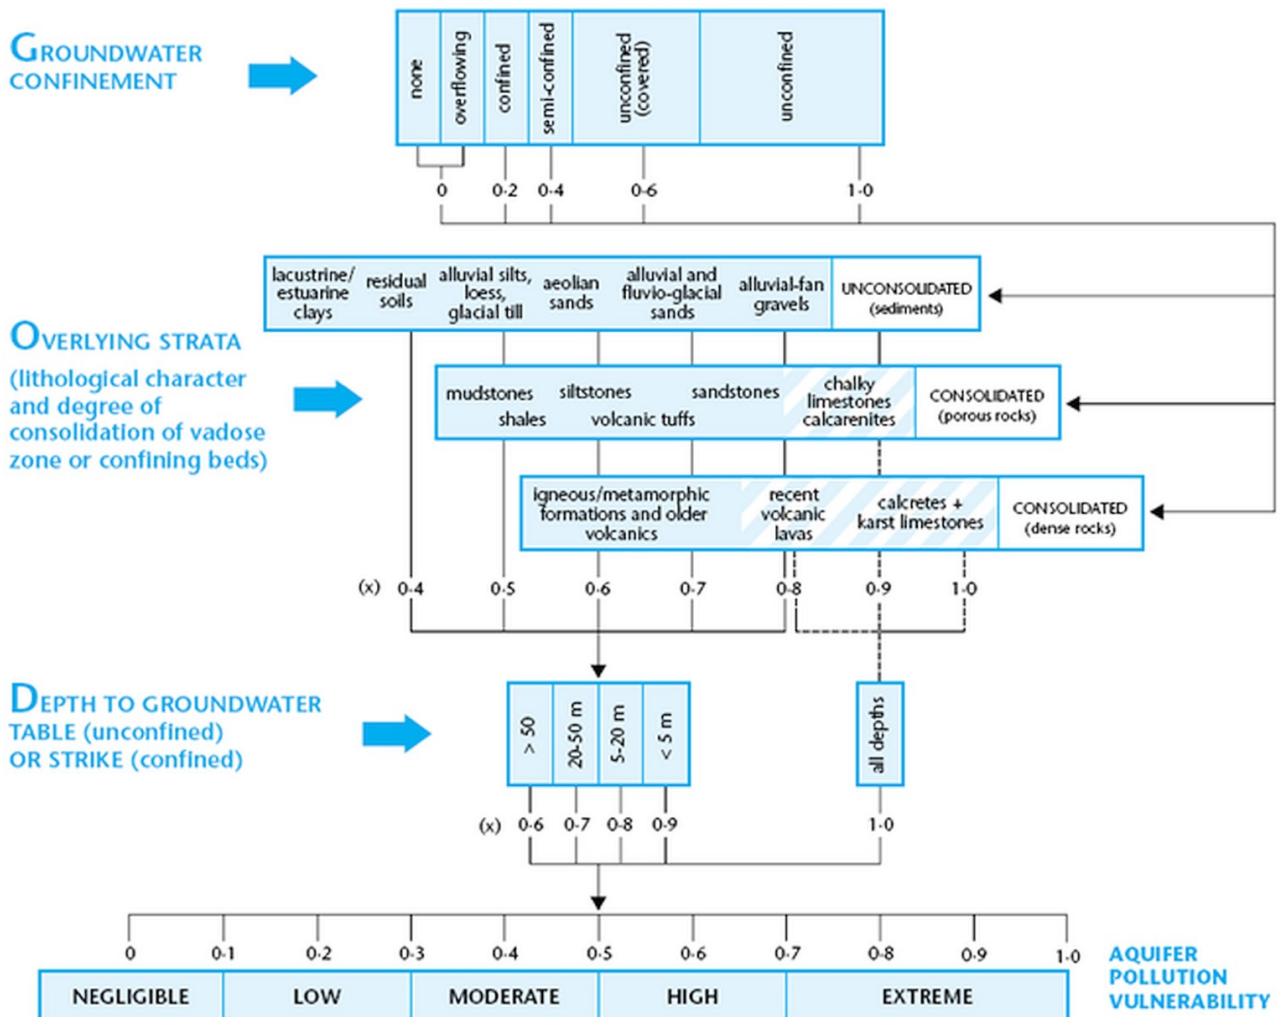 GROUNDWATER
CONFINEMENT
none
overflowing
confined
semi-confined
unconfined
(covered)
unconfined
0 0·2 0·4 0·6 1·0
lacustrine/
estuarine
clays
residual
soils
alluvial silts,
loess,
glacial till
aeolian
sands
alluvial and
fluvio-glacial
sands
alluvial-fan
gravels
UNCONSOLIDATED
(sediments)
OVERLYING STRATA
(lithological character
and degree of
consolidation of vadose
zone or confining beds)
mudstones
shales
siltstones
volcanic tuffs
sandstones
chalky
limestones
calcarenites
CONSOLIDATED
(porous rocks)
igneous/metamorphic
formations and older
volcanics
recent
volcanic
lavas
calcretes +
karst limestones
CONSOLIDATED
(dense rocks)
(x) 0·4 0·5 0·6 0·7 0·8 0·9 1·0
DEPTH TO GROUNDWATER
TABLE (unconfined)
OR STRIKE (confined)
> 50
20-50 m
5-20 m
< 5 m
all depths
(x) 0·6 0·7 0·8 0·9 1·0
0 0·1 0·2 0·3 0·4 0·5 0·6 0·7 0·8 0·9 1·0
NEGLIGIBLE LOW MODERATE HIGH EXTREME
AQUIFER
POLLUTION
VULNERABILITY